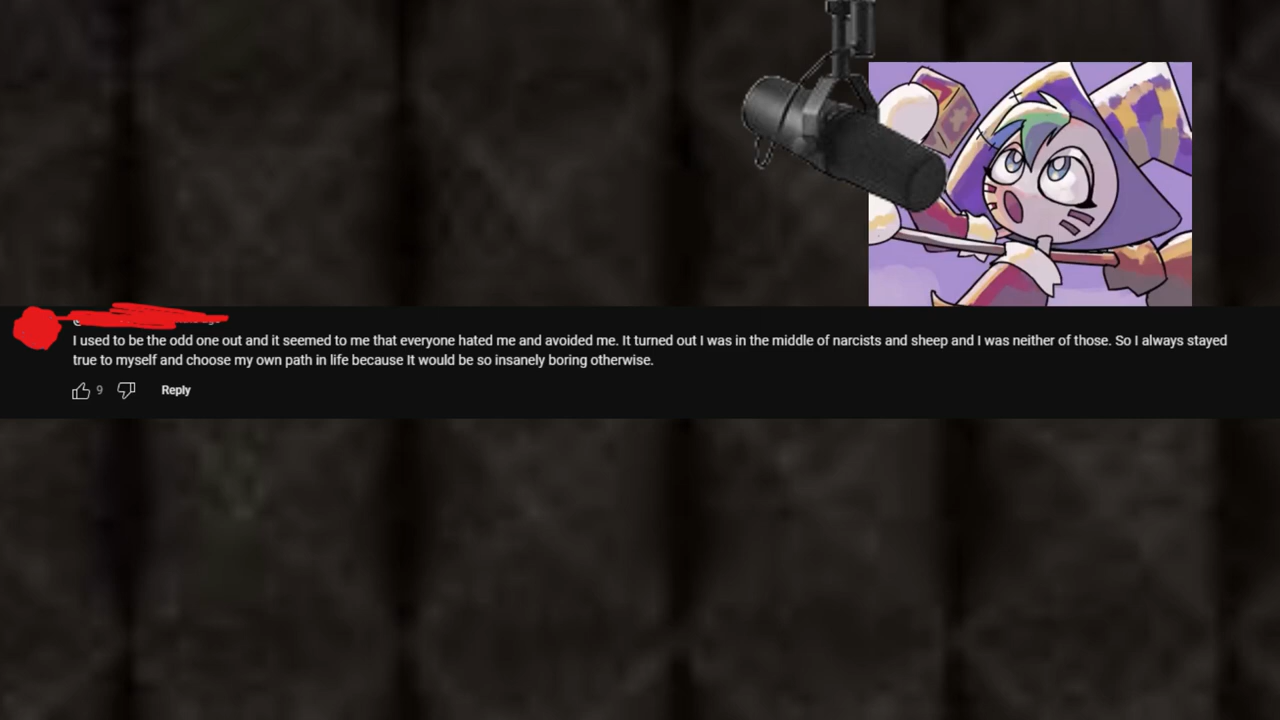 I used to be the odd one out and it seemed to me that everyone hated me and avoided me. It turned out I was in the middle of narcists and sheep and I was neither of those. So I always stayed
true to myself and choose my own path in life because It would be so insanely boring otherwise.
9
Reply